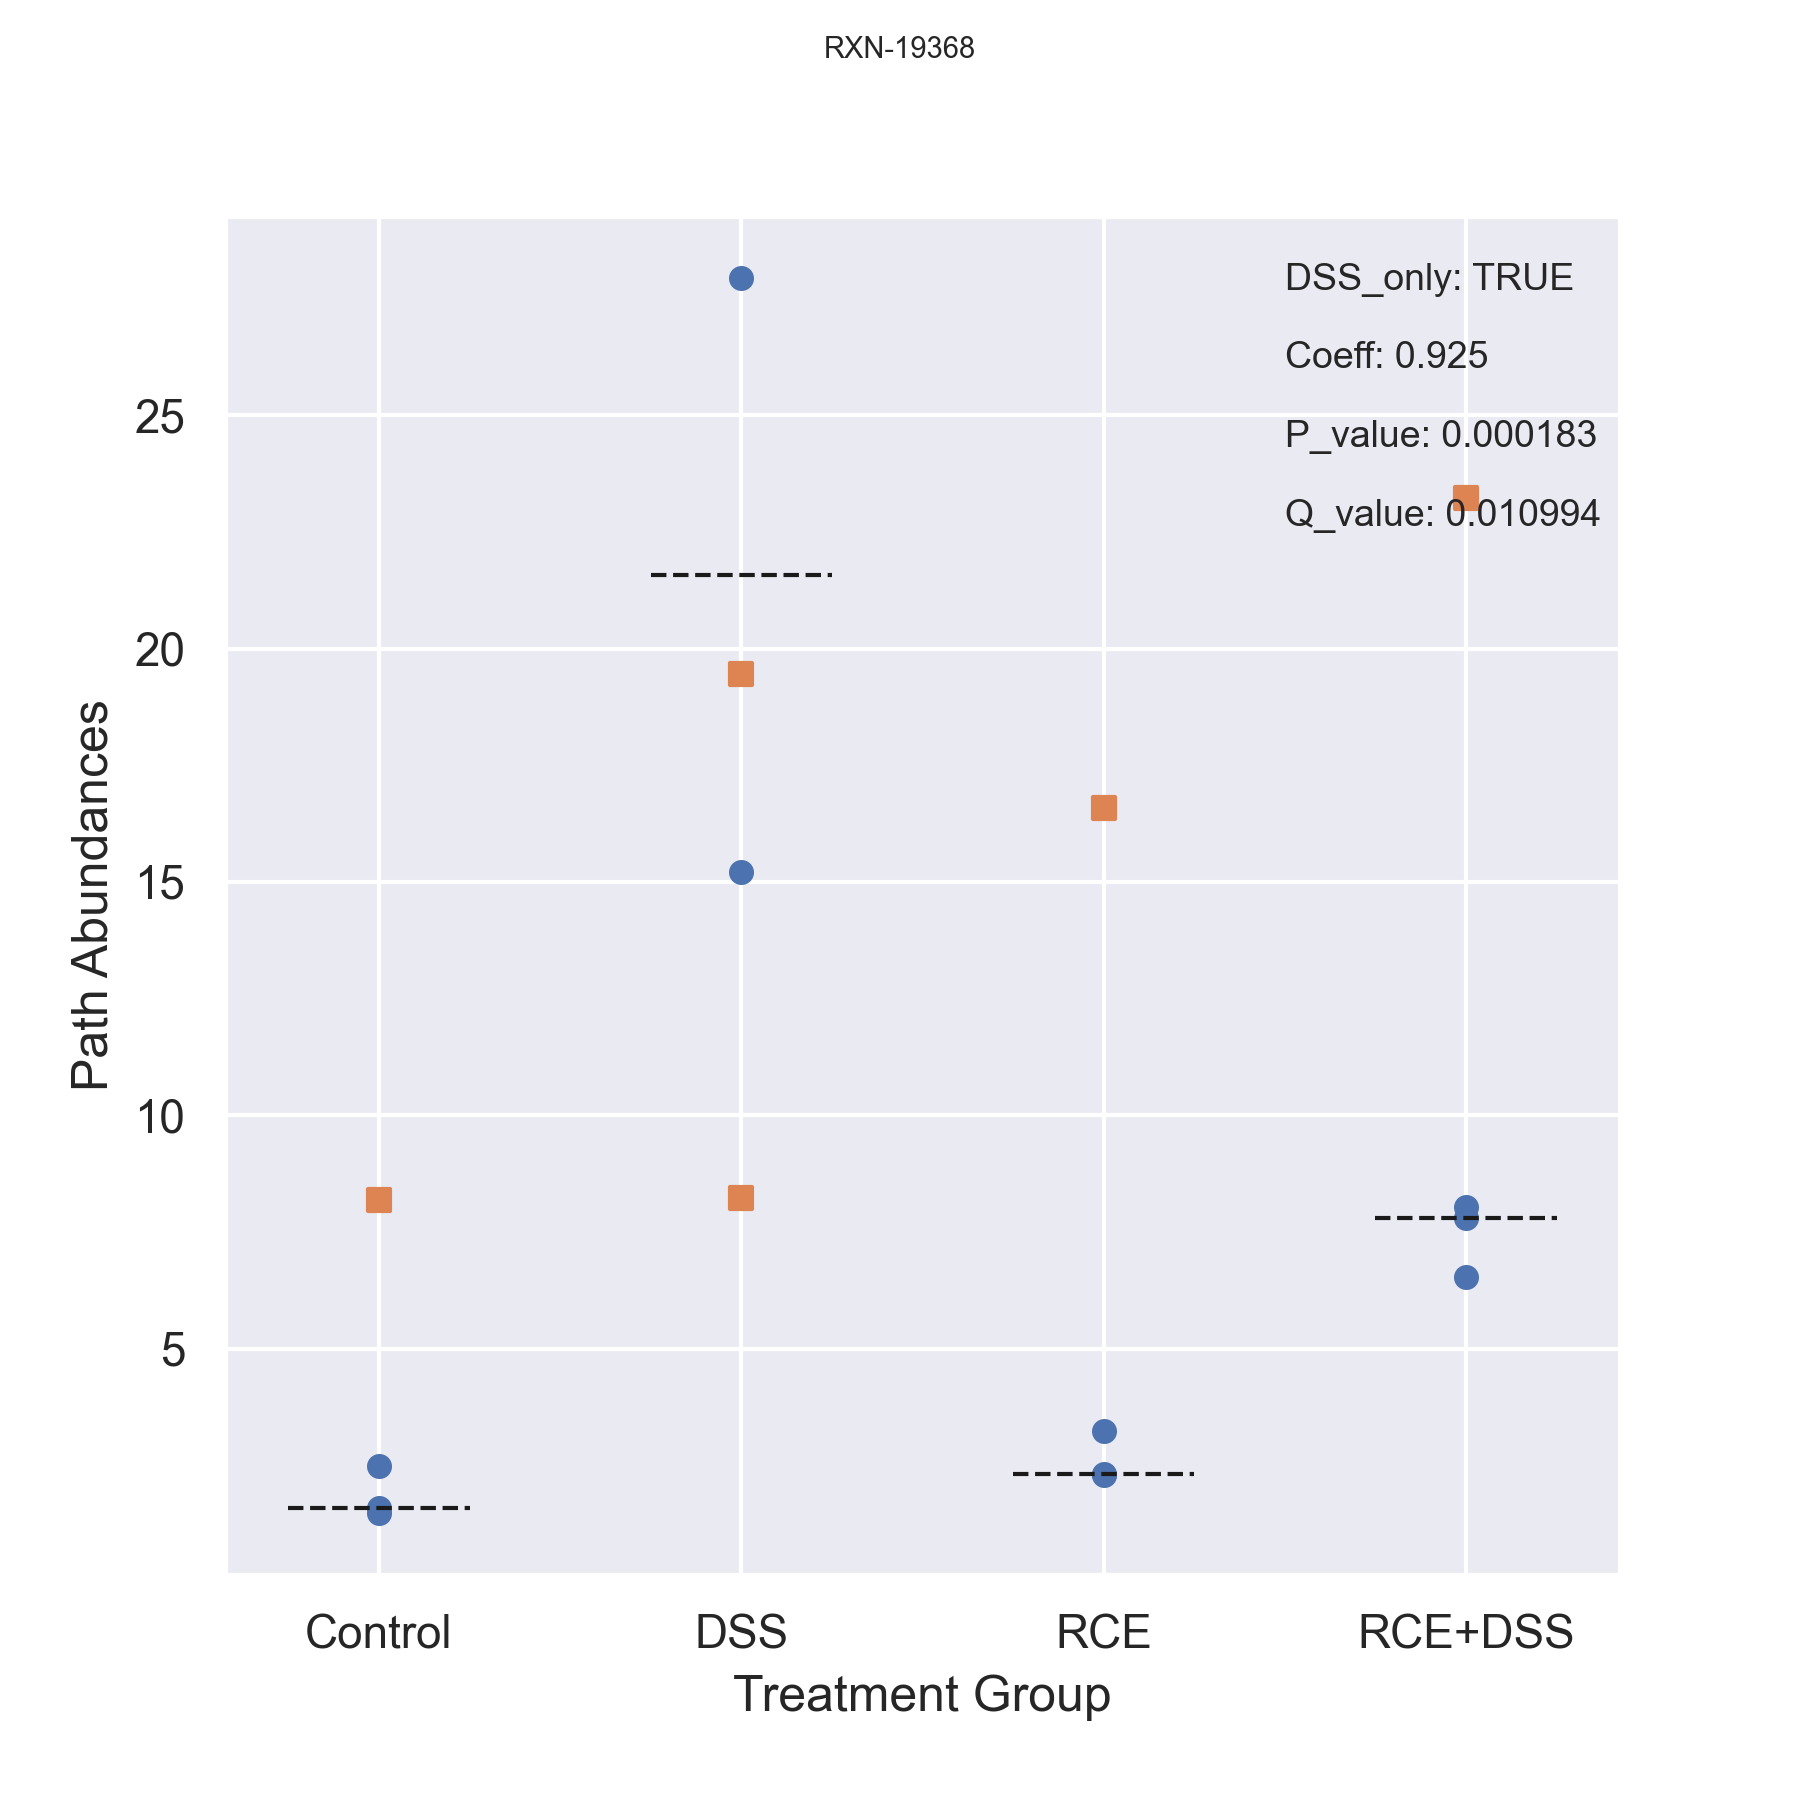 RXN-19368
DSS_only: TRUE
Coeff: 0.925
P_value: 0.000183
Q_value: 0.010994
25
20
15
10
5
Path Abundances
Control DSS RCE RCE+DSS
Treatment Group